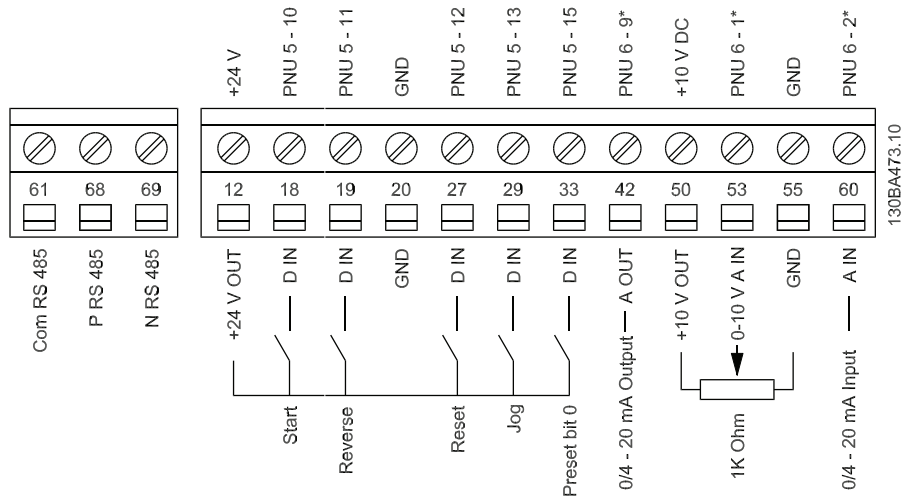 +24 V
PNU 5 - 10
PNU 5 - 11
GND
PNU 5 - 12
PNU 5 - 13
PNU 5 - 15
PNU 6 - 9*
+10 V DC
PNU 6 - 1*
GND
PNU 6 - 2*
61 68 69
12 18 19 20 27 29 33 42 50 53 55 60
Com RS 485
P RS 485
N RS 485
+24 V OUT
D IN
D IN
GND
D IN
D IN
D IN
0/4 - 20 mA Output
A OUT
+10 V OUT
0-10 V A IN
GND
0/4 - 20 mA Input
A IN
Start
Reverse
Reset
Jog
Preset bit 0
1K Ohm
130BA473.10